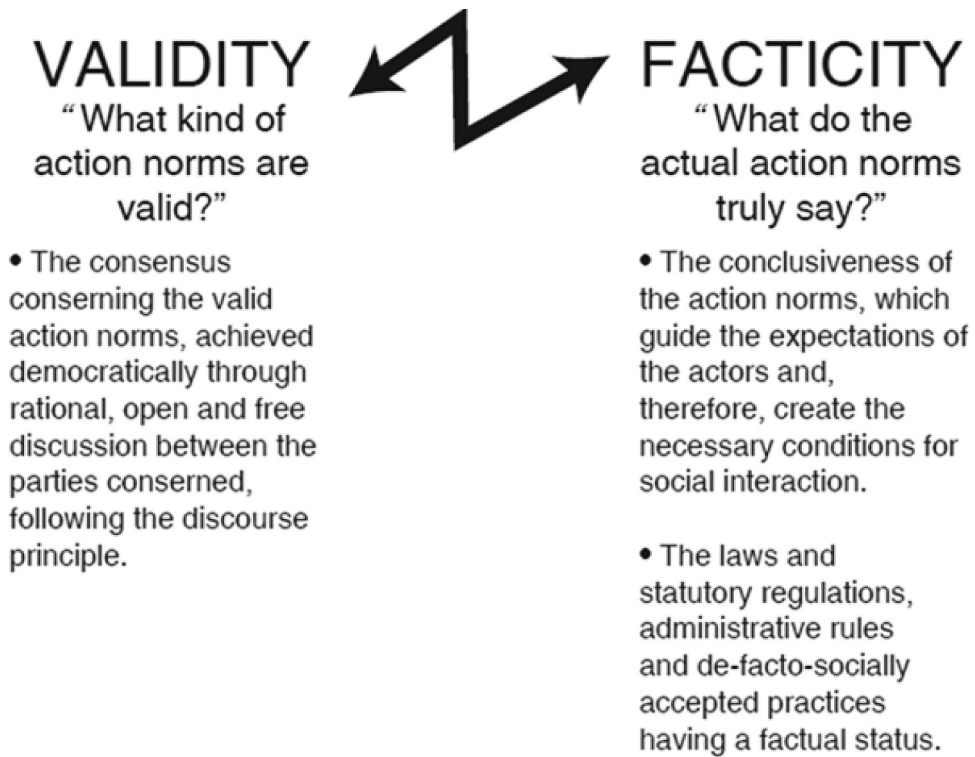 VALIDITY
“What kind of
action norms are
valid?”
• The consensus
conserning the valid
action norms, achieved
democratically through
rational, open and free
discussion between the
parties conserned,
following the discourse
principle.
FACTICITY
“What do the
actual action norms
truly say?”
• The conclusiveness of
the action norms, which
guide the expectations of
the actors and,
therefore, create the
necessary conditions for
social interaction.
• The laws and
statutory regulations,
administrative rules
and de-facto-socially
accepted practices
having a factual status.